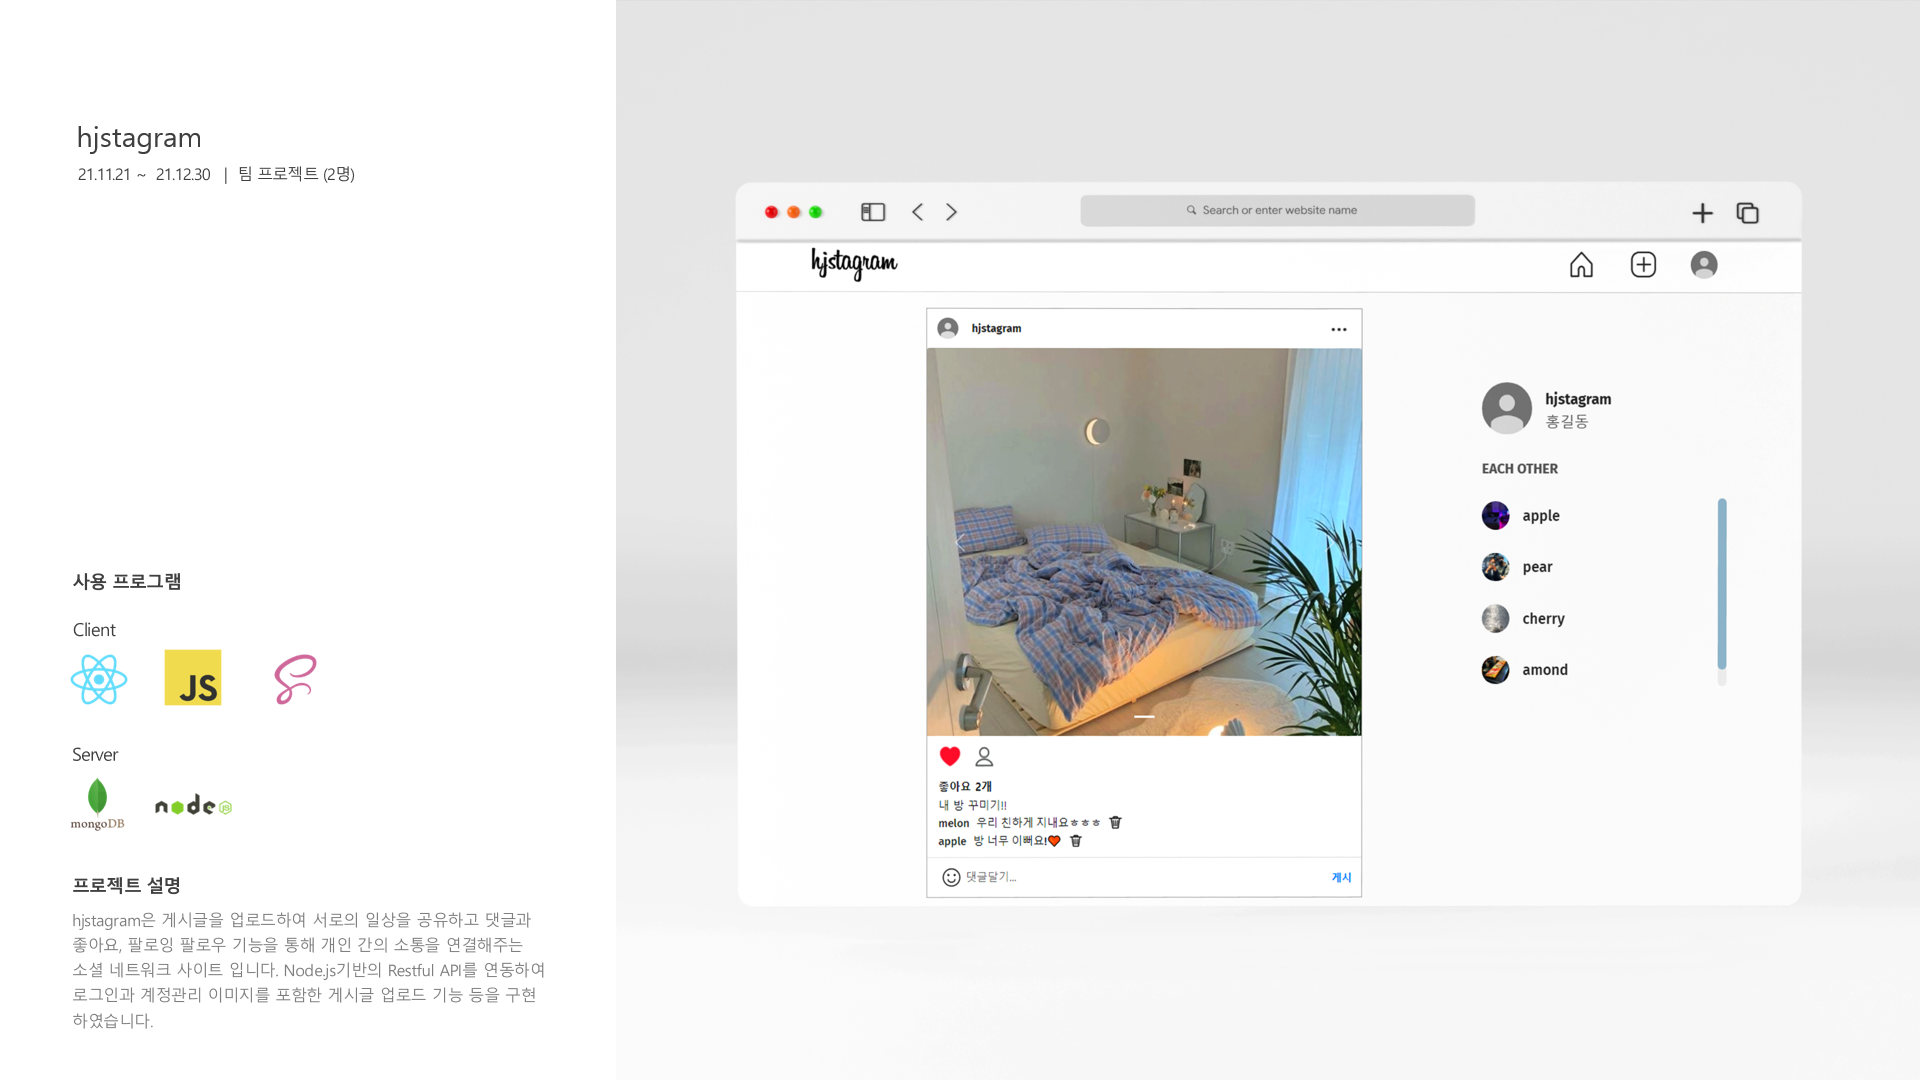 hjstagram
21.11.21 ~ 21.12.30 | 팀 프로젝트 (2명)
사용 프로그램
Client
JS
Server
mongoDB
node JS
프로젝트 설명
hjstagram은 게시글을 업로드하여 서로의 일상을 공유하고 댓글과
좋아요, 팔로잉 팔로우 기능을 통해 개인 간의 소통을 연결해주는
소셜 네트워크 사이트 입니다. Node.js기반의 Restful API를 연동하여
로그인과 계정관리 이미지를 포함한 게시글 업로드 기능 등을 구현
하였습니다.
Search or enter website name
hjstagram
hjstagram
좋아요 2개
내 방 꾸미기!!
melon 우리 친하게 지내요ㅎㅎㅎ
apple 방 너무 이뻐요!
댓글달기...
게시
hjstagram
홍길동
EACH OTHER
apple
pear
cherry
amond